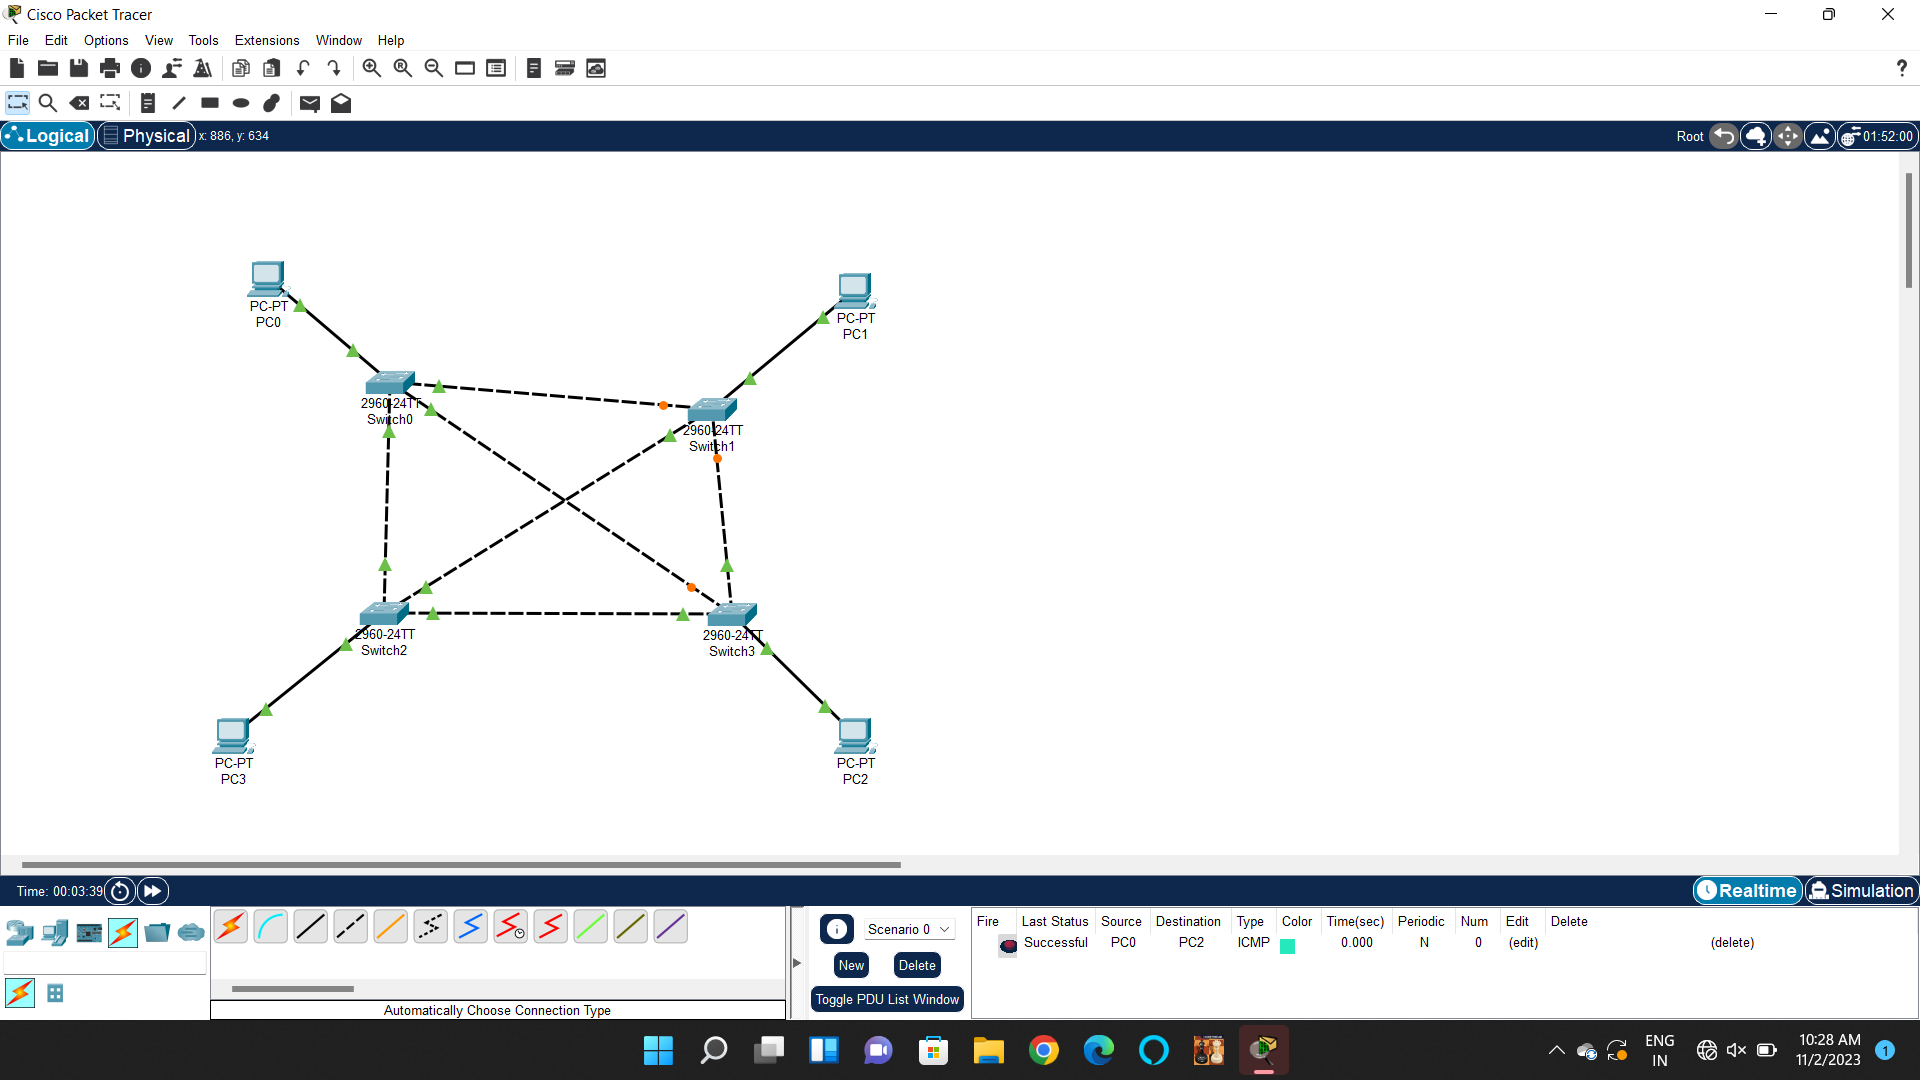 Cisco Packet Tracer
File Edit Options View Tools Extensions Window Help
?
Logical Physical x: 886, y: 634 Root 01:52:00
PC-PT
PC0
PC-PT
PC1
2960-24TT
Switch0
2960-24TT
Switch1
2960-24TT
Switch2
2960-24TT
Switch3
PC-PT
PC3
PC-PT
PC2
Time: 00:03:39 Realtime Simulation
Scenario 0
New Delete
Toggle PDU List Window
Fire Last Status Source Destination Type Color Time(sec) Periodic Num Edit Delete
Successful PC0 PC2 ICMP 0.000 N 0 (edit) (delete)
Automatically Choose Connection Type
ENG
IN
10:28 AM
11/2/2023
1